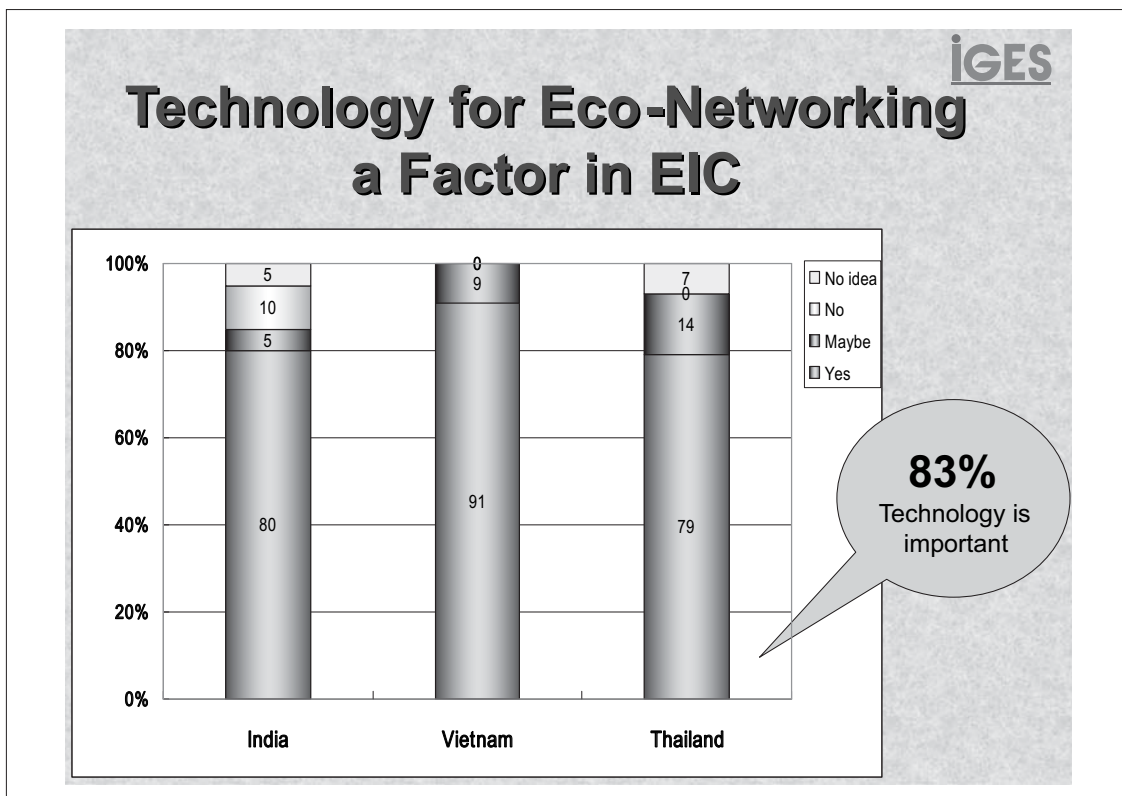 iGES
Technology for Eco-Networking
a Factor in EIC
100%
80%
60%
40%
20%
0%
5
10
5
80
0
9
91
7
0
14
79
India
Vietnam
Thailand
No idea
No
Maybe
Yes
83%
Technology is
important